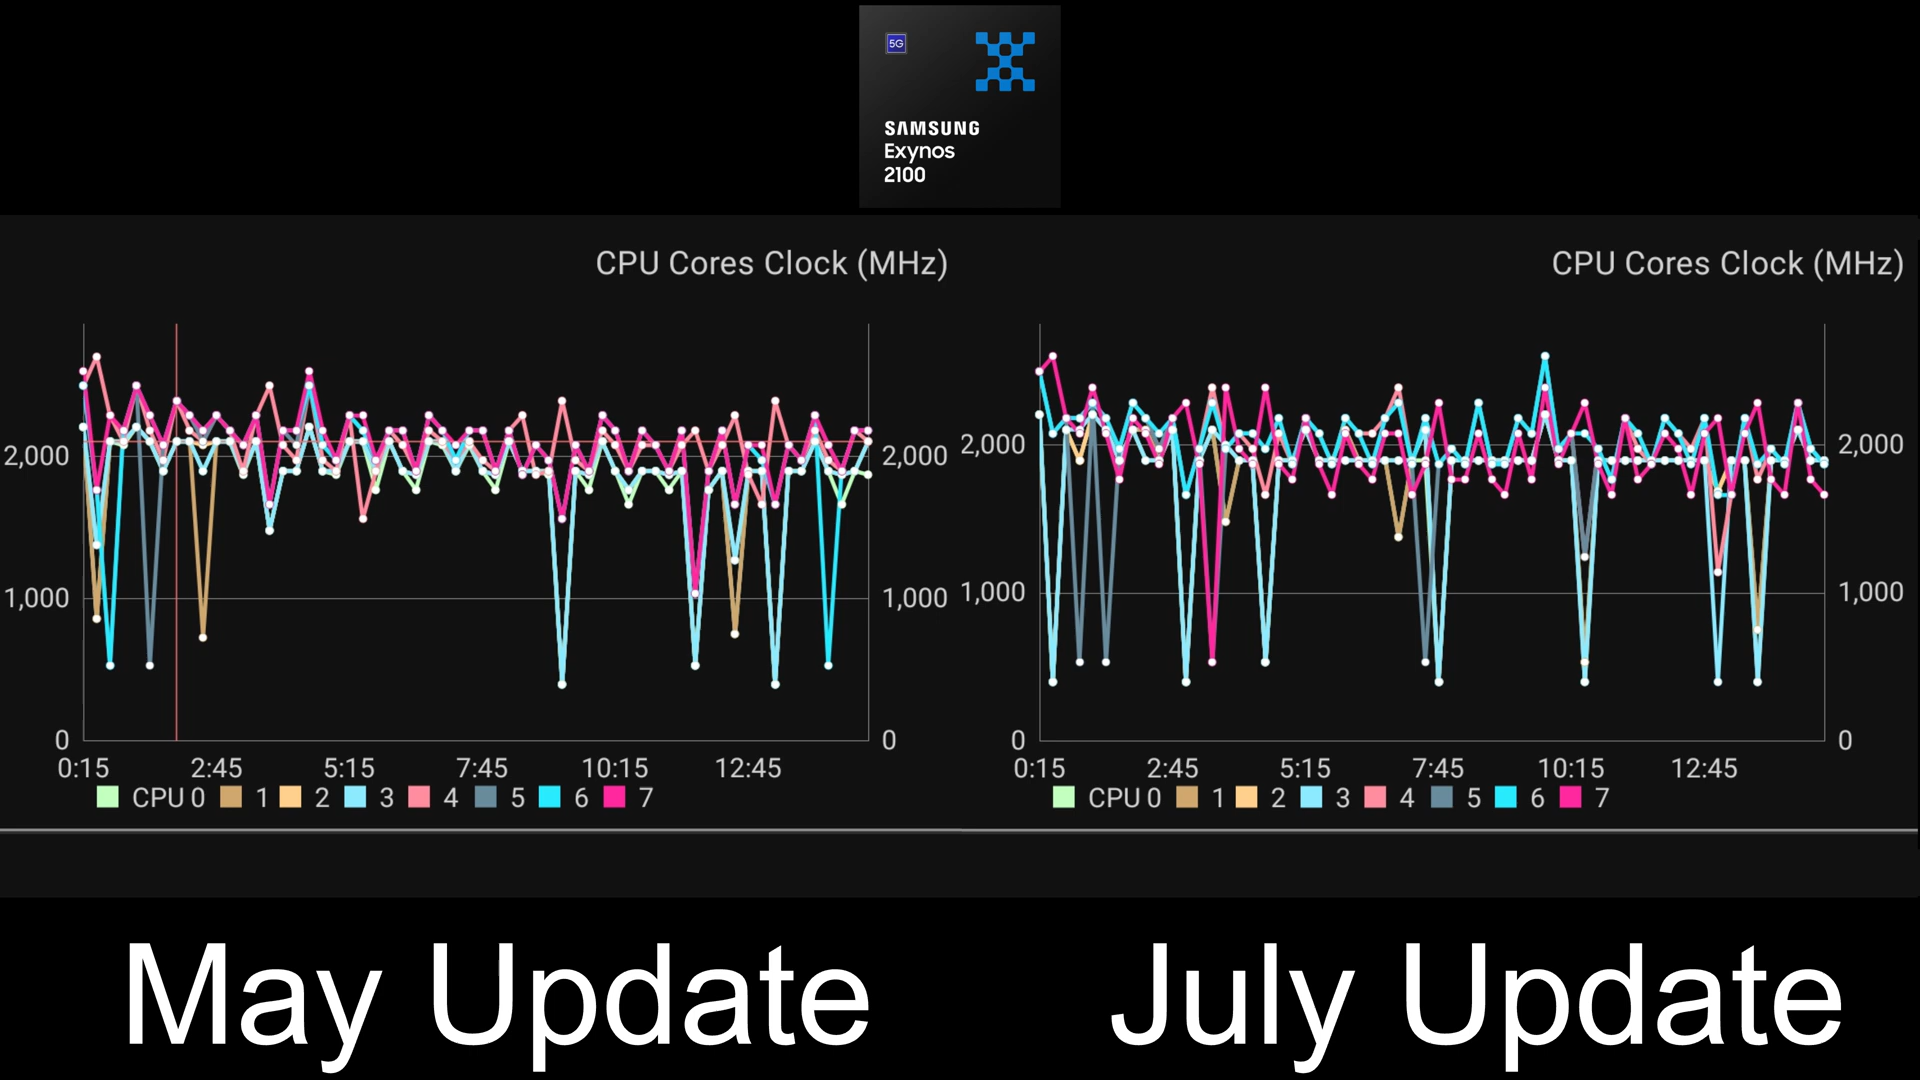 5G
SAMSUNG
Exynos
2100
CPU Cores Clock (MHz)
2,000
1,000
0
2,000
1,000
0
0:15 2:45 5:15 7:45 10:15 12:45
CPU 0 1 2 3 4 5 6 7
CPU Cores Clock (MHz)
2,000
1,000
0
2,000
1,000
0
0:15 2:45 5:15 7:45 10:15 12:45
CPU 0 1 2 3 4 5 6 7
May Update
July Update